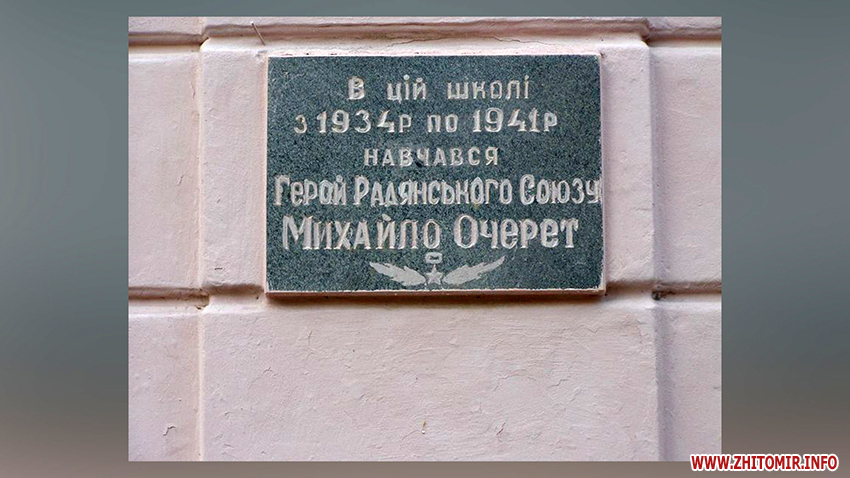 В цій школі
з 1934р по 1941р
навчався
Герой Радянського Союзу
Михайло Очерет
WWW.ZHITOMIR.INFO